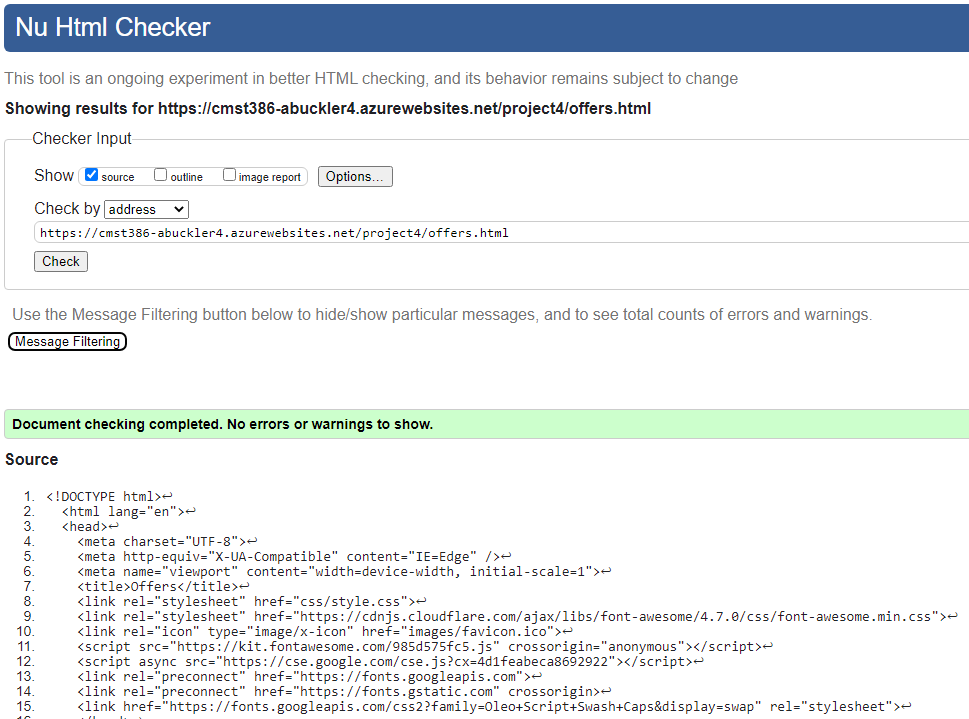 Nu Html Checker
This tool is an ongoing experiment in better HTML checking, and its behavior remains subject to change
Showing results for https://cmst386-abuckler4.azurewebsites.net/project4/offers.html
Checker Input
Show source outline image report Options...
Check by address
https://cmst386-abuckler4.azurewebsites.net/project4/offers.html
Check
Use the Message Filtering button below to hide/show particular messages, and to see total counts of errors and warnings.
Message Filtering
Document checking completed. No errors or warnings to show.
Source
1. <!DOCTYPE html>↩
2. <html lang="en">↩
3. <head>↩
4. <meta charset="UTF-8">↩
5. <meta http-equiv="X-UA-Compatible" content="IE=Edge" />↩
6. <meta name="viewport" content="width=device-width, initial-scale=1">↩
7. <title>Offers</title>↩
8. <link rel="stylesheet" href="css/style.css">↩
9. <link rel="stylesheet" href="https://cdnjs.cloudflare.com/ajax/libs/font-awesome/4.7.0/css/font-awesome.min.css">↩
10. <link rel="icon" type="image/x-icon" href="images/favicon.ico">↩
11. <script src="https://kit.fontawesome.com/985d575fc5.js" crossorigin="anonymous"></script>↩
12. <script async src="https://cse.google.com/cse.js?cx=4d1feabeca8692922"></script>↩
13. <link rel="preconnect" href="https://fonts.googleapis.com">↩
14. <link rel="preconnect" href="https://fonts.gstatic.com" crossorigin>↩
15. <link href="https://fonts.googleapis.com/css2?family=Oleo+Script+Swash+Caps&display=swap" rel="stylesheet">↩